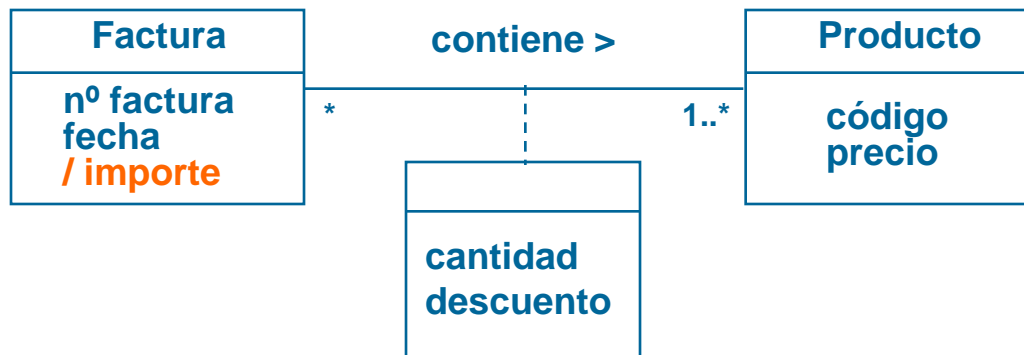 Factura
contiene >
Producto
nº factura
fecha
/ importe
*
1..*
código
precio
cantidad
descuento